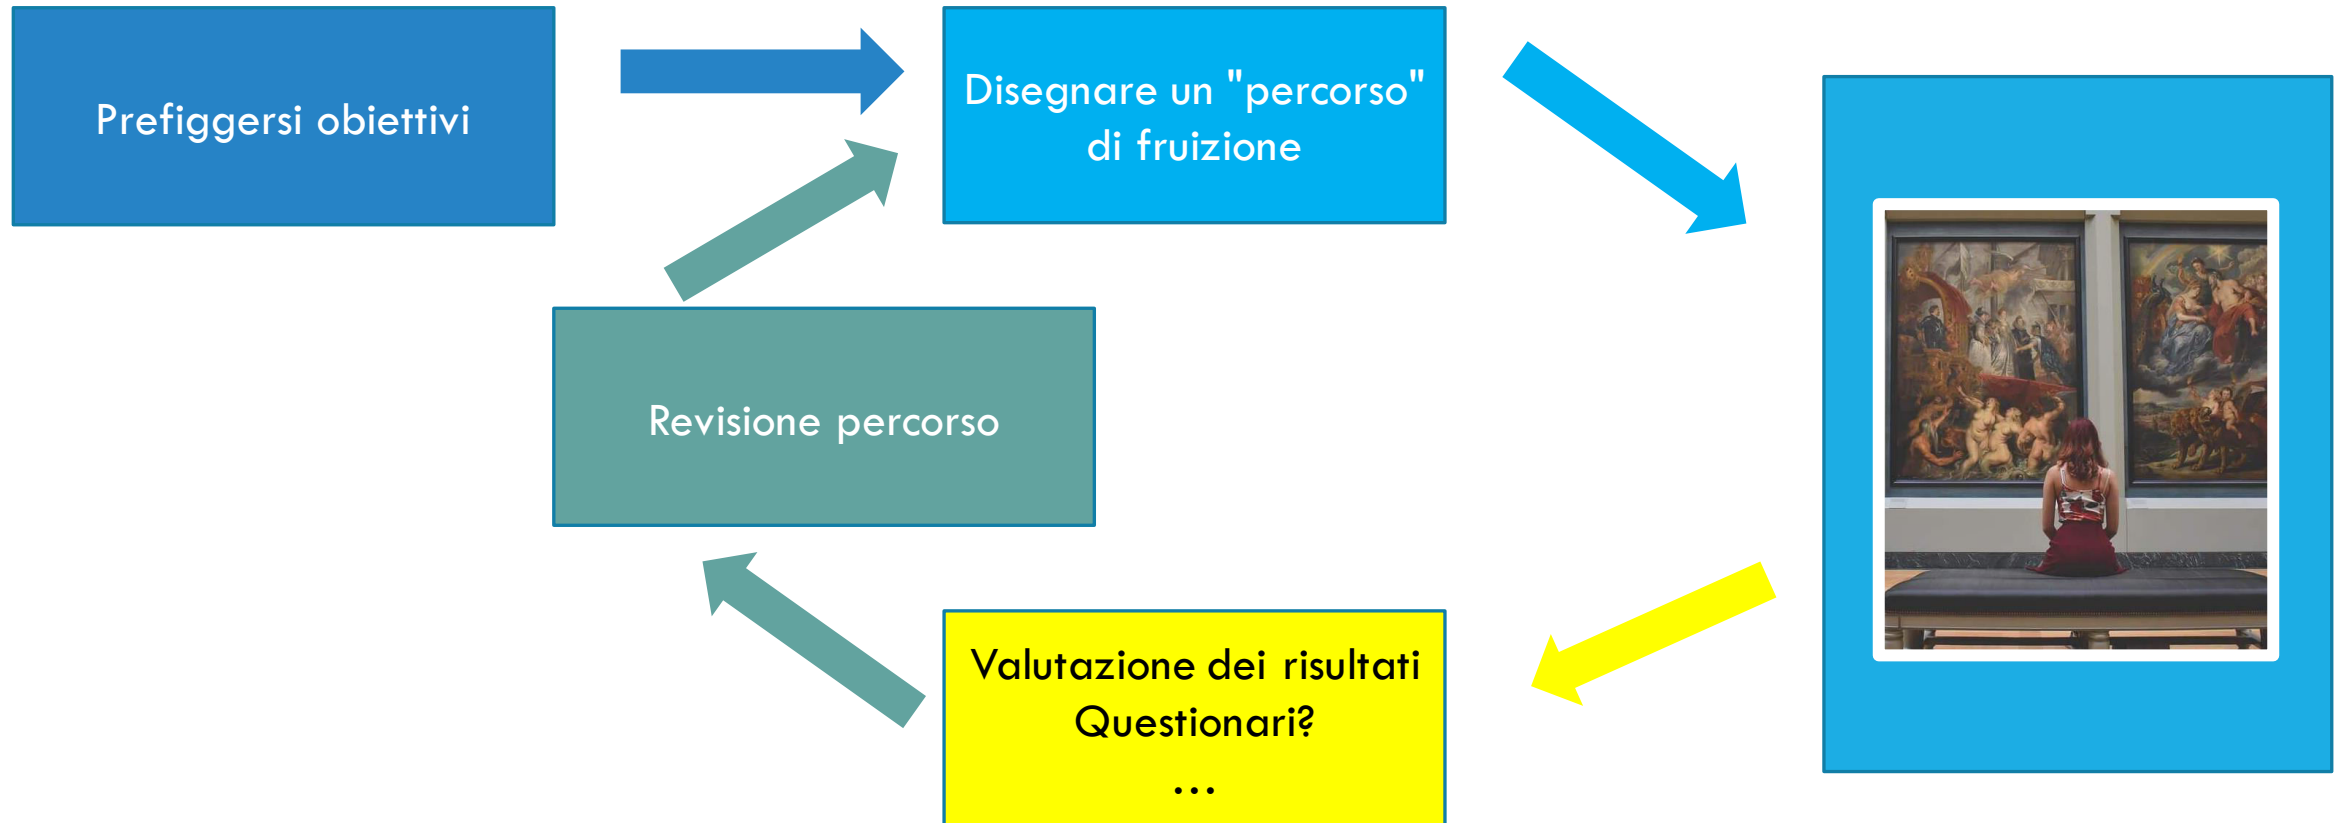 Prefiggersi obiettivi
Disegnare un "percorso"
di fruizione
Revisione percorso
Valutazione dei risultati
Questionari?
...